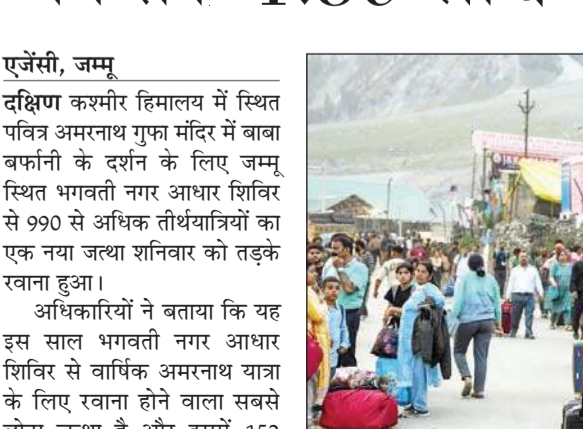 एजेंसी, जम्मू
दक्षिण कश्मीर हिमालय में स्थित
पवित्र अमरनाथ गुफा मंदिर में बाबा
बर्फानी के दर्शन के लिए जम्मू
स्थित भगवती नगर आधार शिविर
से 990 से अधिक तीर्थयात्रियों का
एक नया जत्था शनिवार को तड़के
रवाना हुआ।
अधिकारियों ने बताया कि यह
इस साल भगवती नगर आधार
शिविर से वार्षिक अमरनाथ यात्रा
के लिए रवाना होने वाला सबसे